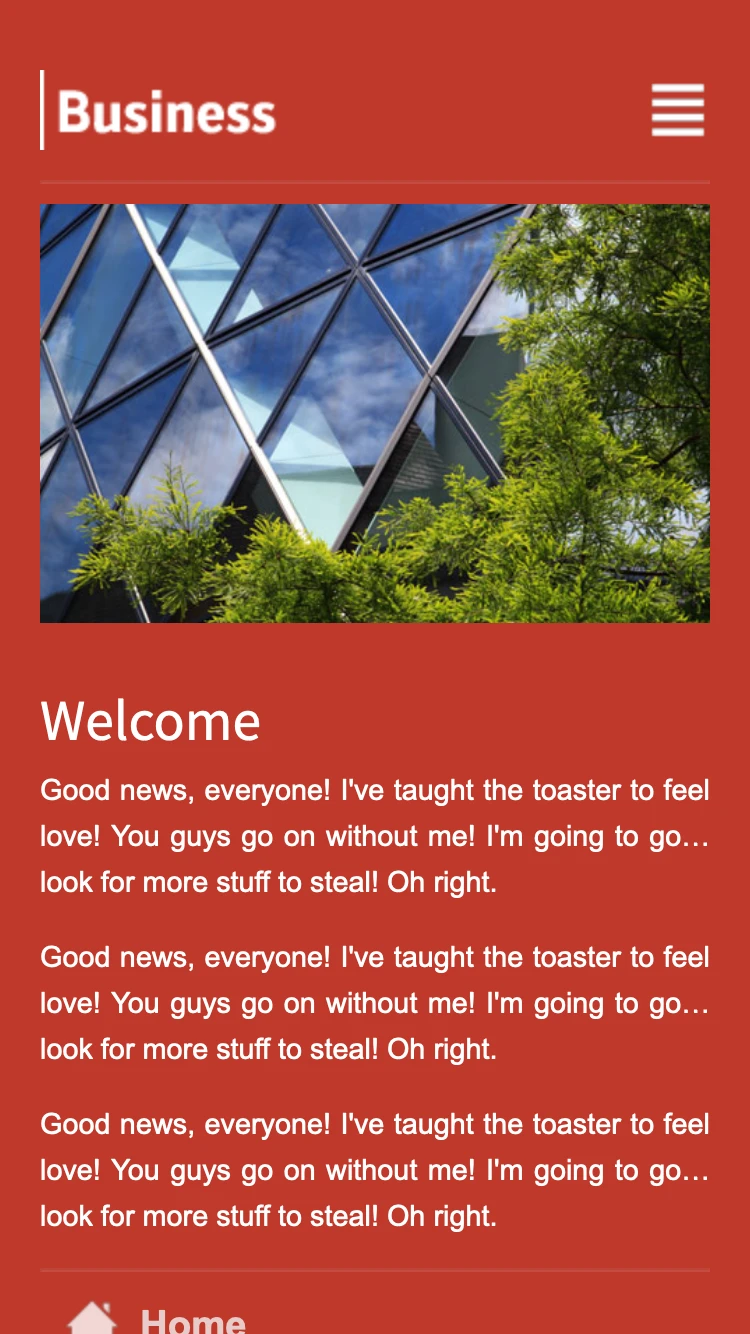 Business
Welcome
Good news, everyone! I've taught the toaster to feel
love! You guys go on without me! I'm going to go…
look for more stuff to steal! Oh right.
Good news, everyone! I've taught the toaster to feel
love! You guys go on without me! I'm going to go…
look for more stuff to steal! Oh right.
Good news, everyone! I've taught the toaster to feel
love! You guys go on without me! I'm going to go…
look for more stuff to steal! Oh right.
Home